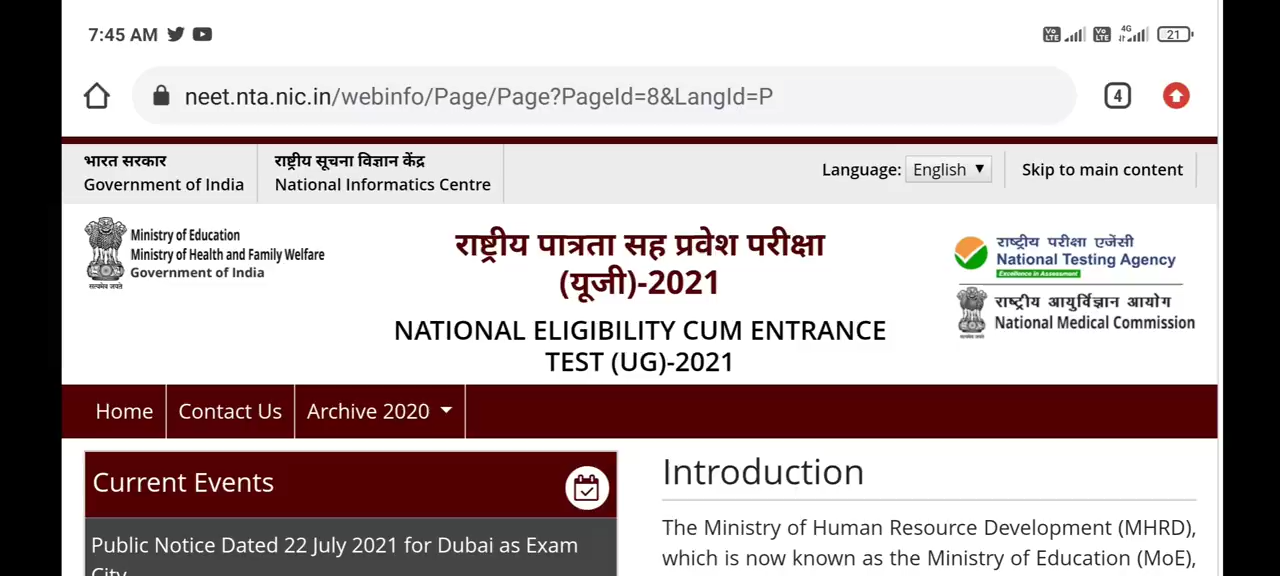 7:45 AM
4G
21
neet.nta.nic.in/webinfo/Page/Page?PageId=8&LangId=P
4
भारत सरकार
Government of India
राष्ट्रीय सूचना विज्ञान केंद्र
National Informatics Centre
Language: English ▼
Skip to main content
Ministry of Education
Ministry of Health and Family Welfare
Government of India
सत्यमेव जयते
राष्ट्रीय पात्रता सह प्रवेश परीक्षा
(यूजी)-2021
NATIONAL ELIGIBILITY CUM ENTRANCE
TEST (UG)-2021
राष्ट्रीय परीक्षा एजेंसी
National Testing Agency
Excellence in Assessment
राष्ट्रीय आयुर्विज्ञान आयोग
National Medical Commission
Home
Contact Us
Archive 2020
Current Events
Public Notice Dated 22 July 2021 for Dubai as Exam
City
Introduction
The Ministry of Human Resource Development (MHRD),
which is now known as the Ministry of Education (MoE),